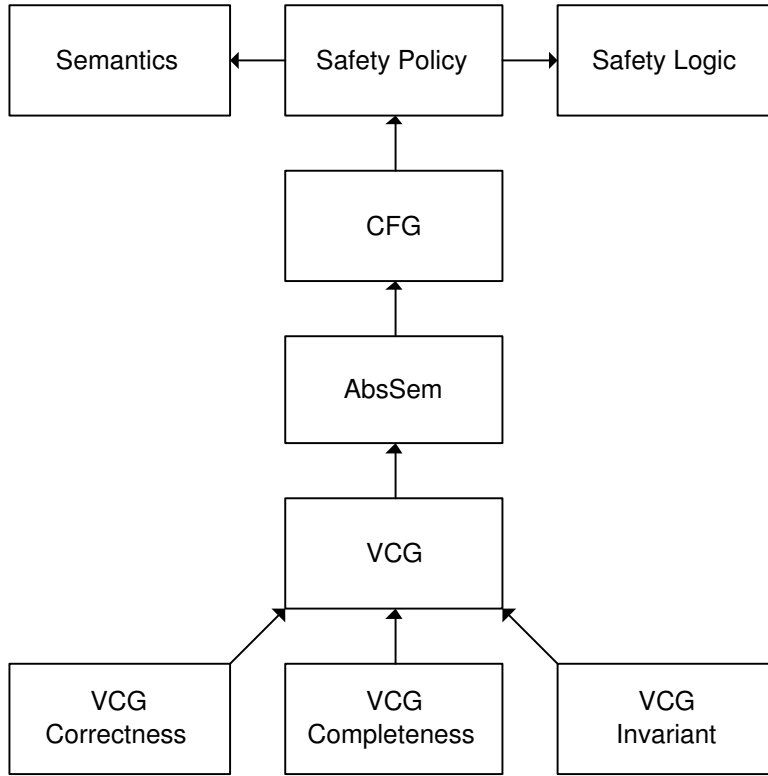 Semantics
Safety Policy
Safety Logic
CFG
AbsSem
VCG
VCG
Correctness
VCG
Completeness
VCG
Invariant